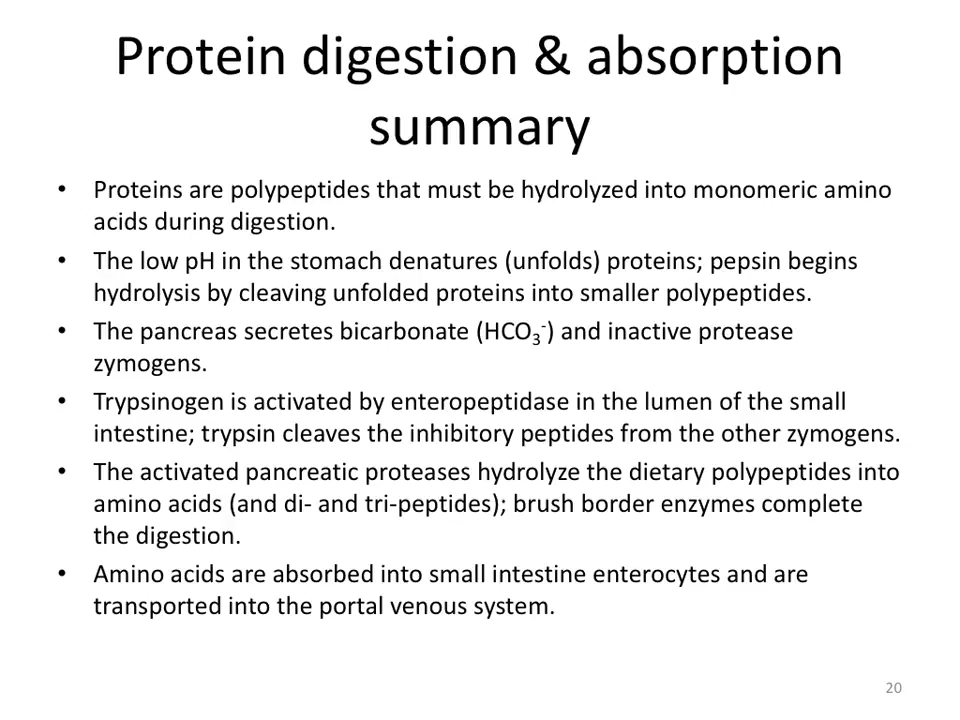 Protein digestion & absorption
summary
• Proteins are polypeptides that must be hydrolyzed into monomeric amino
acids during digestion.
• The low pH in the stomach denatures (unfolds) proteins; pepsin begins
hydrolysis by cleaving unfolded proteins into smaller polypeptides.
• The pancreas secretes bicarbonate (HCO₃⁻) and inactive protease
zymogens.
• Trypsinogen is activated by enteropeptidase in the lumen of the small
intestine; trypsin cleaves the inhibitory peptides from the other zymogens.
• The activated pancreatic proteases hydrolyze the dietary polypeptides into
amino acids (and di- and tri-peptides); brush border enzymes complete
the digestion.
• Amino acids are absorbed into small intestine enterocytes and are
transported into the portal venous system.
20